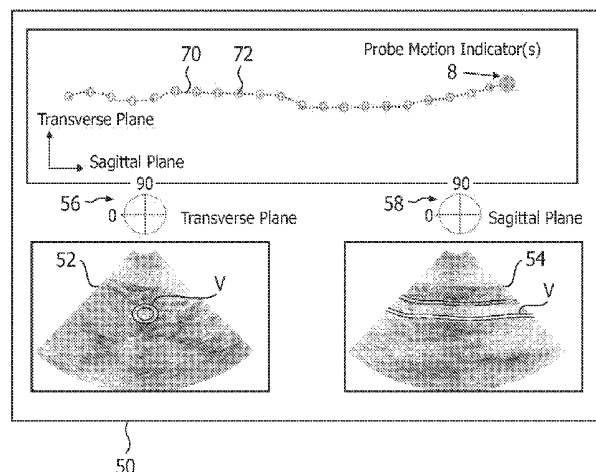 70
72
Probe Motion Indicator(s)
8
Transverse Plane
Sagittal Plane
90
90
56
0
Transverse Plane
58
0
Sagittal Plane
52
V
54
V
50